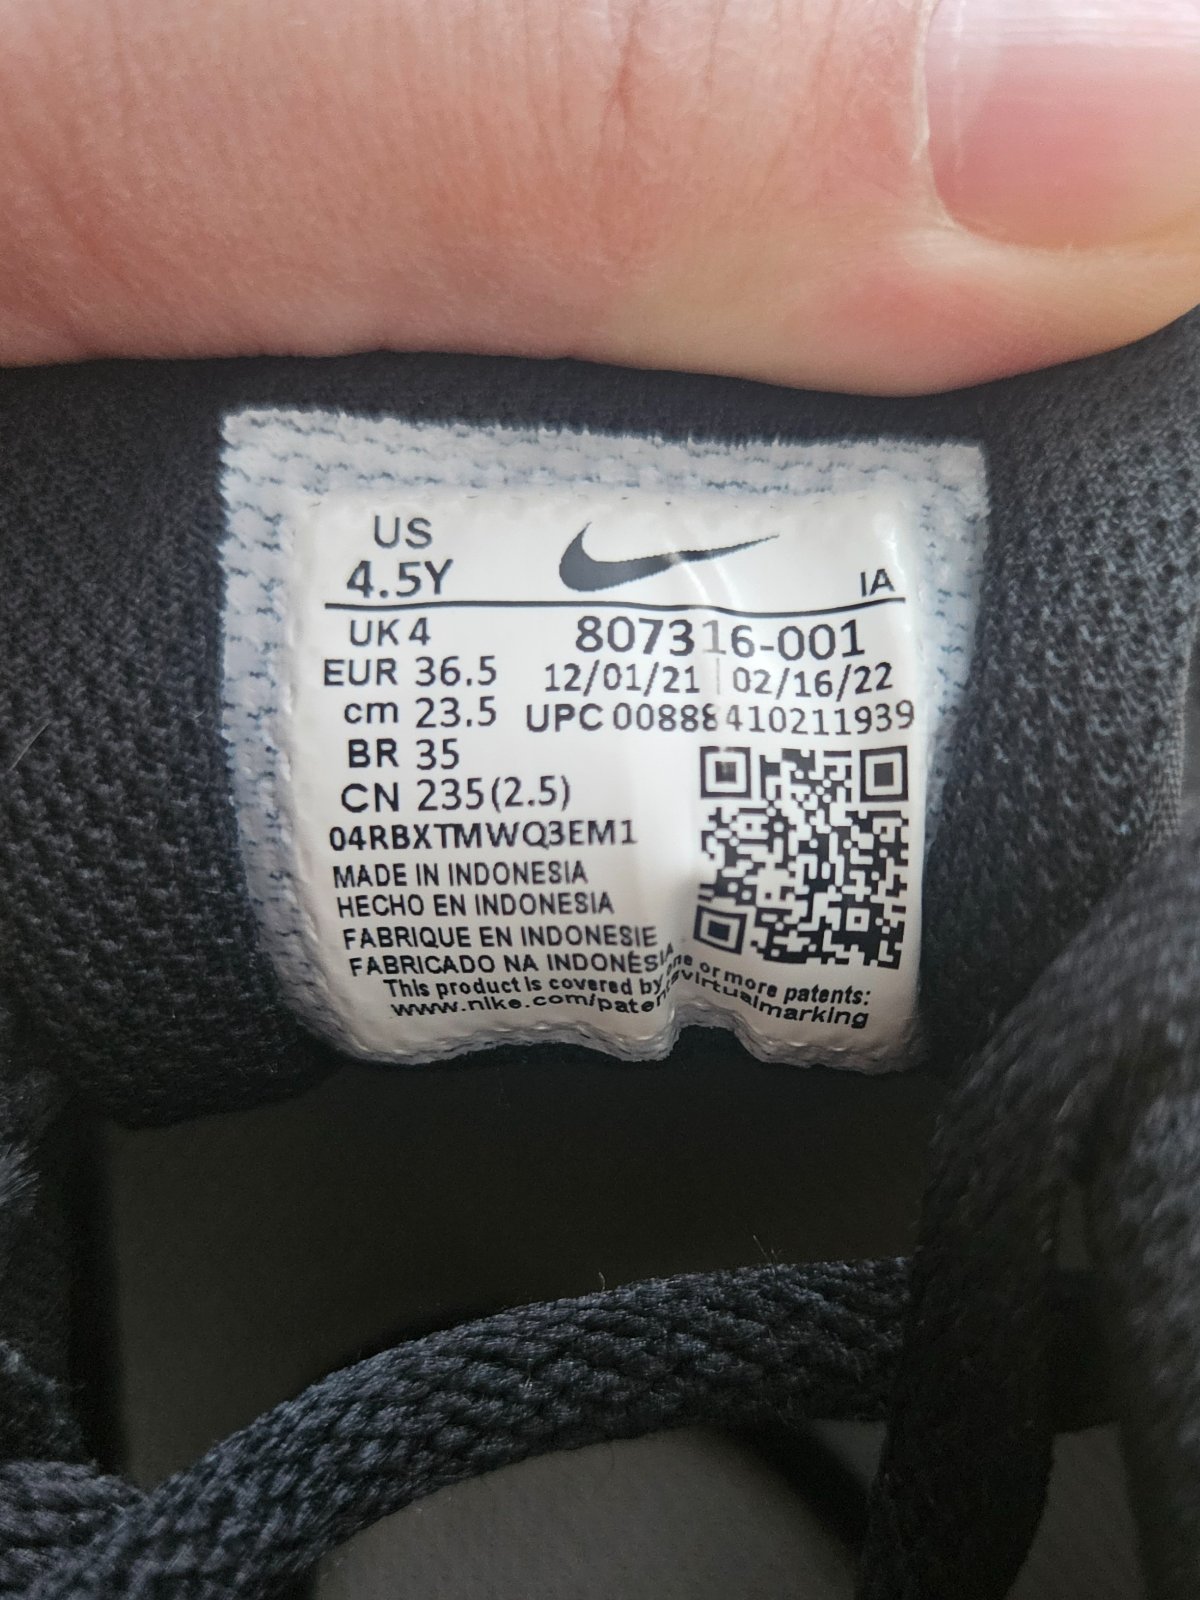 US
4.5Y
IA
UK 4
807316-001
EUR 36.5
12/01/21 | 02/16/22
cm 23.5
UPC 00888410211939
BR 35
CN 235(2.5)
04RBXTMWQ3EM1
MADE IN INDONESIA
HECHO EN INDONESIA
FABRIQUE EN INDONESIE
FABRICADO NA INDONÉSIA
This product is covered by one or more patents:
www.nike.com/patentsvirtualmarking